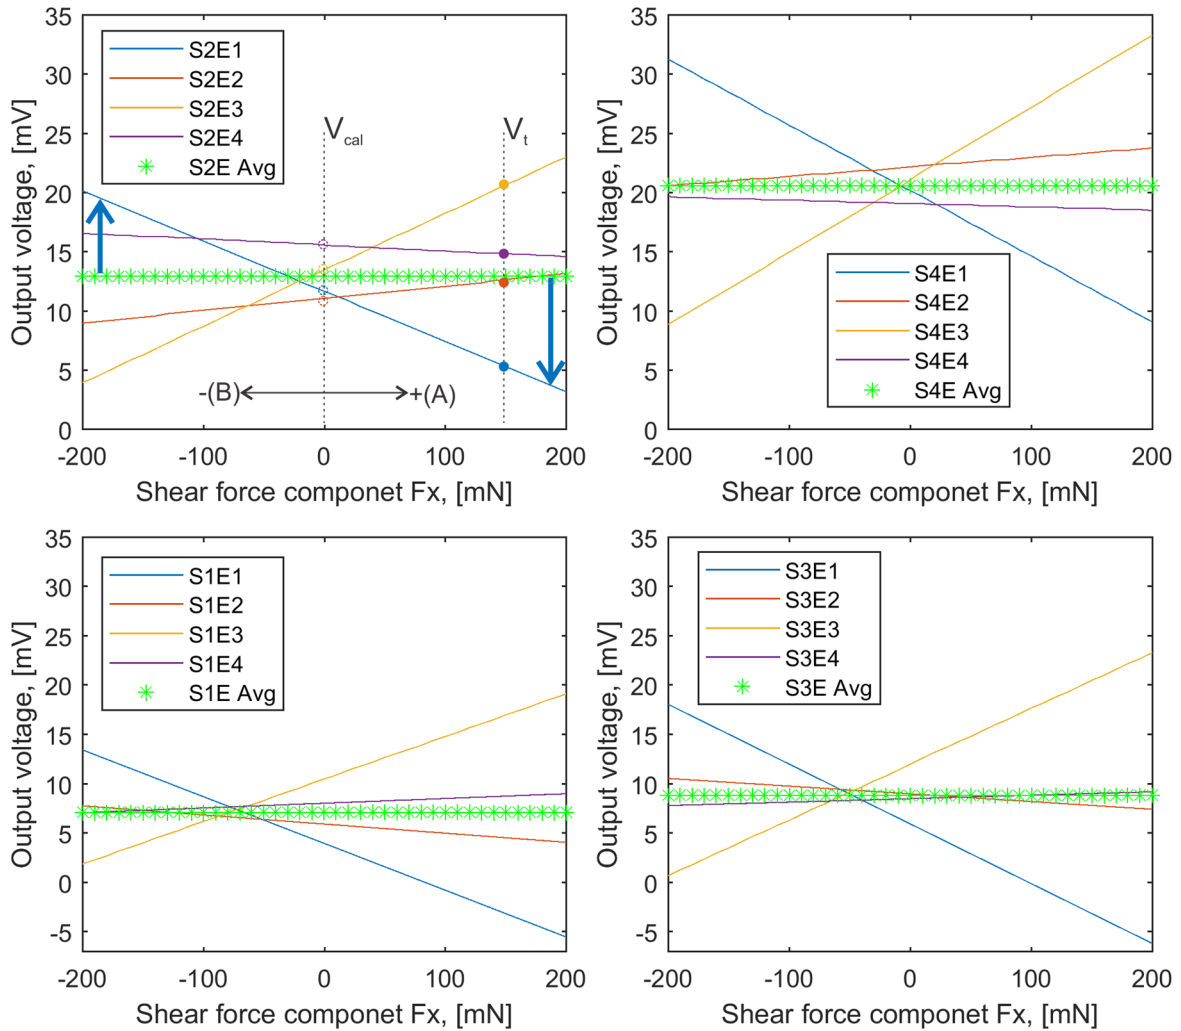 35
30
25
20
15
10
5
0
Output voltage, [mV]
S2E1
S2E2
S2E3
S2E4
S2E Avg
Vcal
Vt
-(B)
+(A)
-200 -100 0 100 200
Shear force componet Fx, [mN]
35
30
25
20
15
10
5
0
Output voltage, [mV]
S4E1
S4E2
S4E3
S4E4
S4E Avg
-200 -100 0 100 200
Shear force componet Fx, [mN]
35
30
25
20
15
10
5
0
-5
Output voltage, [mV]
S1E1
S1E2
S1E3
S1E4
S1E Avg
-200 -100 0 100 200
Shear force componet Fx, [mN]
35
30
25
20
15
10
5
0
-5
Output voltage, [mV]
S3E1
S3E2
S3E3
S3E4
S3E Avg
-200 -100 0 100 200
Shear force componet Fx, [mN]